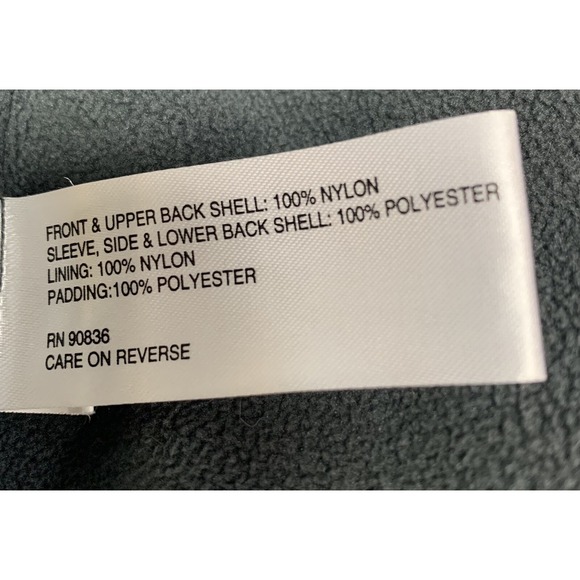 FRONT & UPPER BACK SHELL: 100% NYLON
SLEEVE, SIDE & LOWER BACK SHELL: 100% POLYESTER
LINING: 100% NYLON
PADDING:100% POLYESTER
RN 90836
CARE ON REVERSE